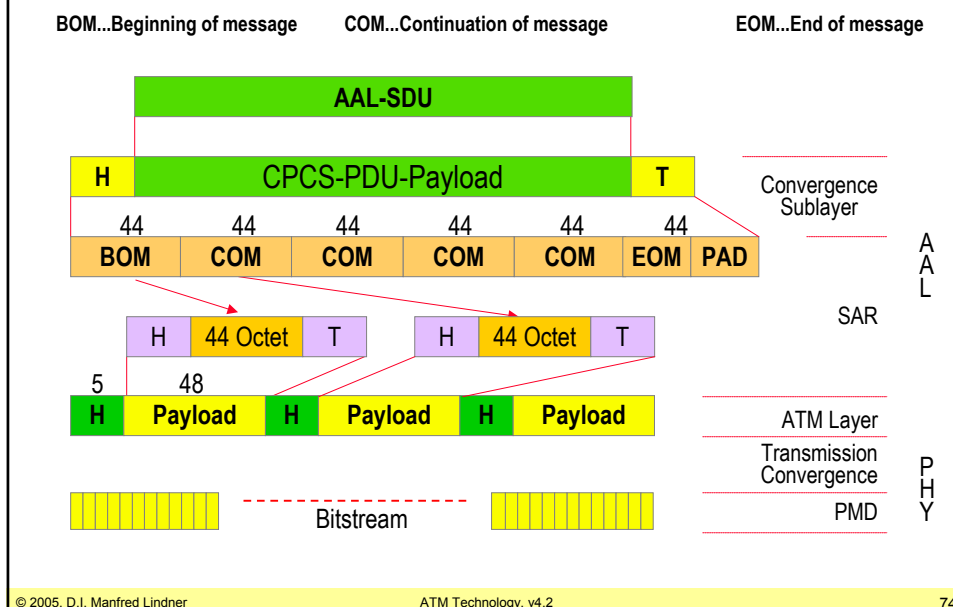 BOM...Beginning of message COM...Continuation of message EOM...End of message
AAL-SDU
H CPCS-PDU-Payload T
Convergence
Sublayer
44 44 44 44 44 44
BOM COM COM COM COM EOM PAD
A
A
L
SAR
H 44 Octet T H 44 Octet T
5 48
H Payload H Payload H Payload
ATM Layer
Transmission
Convergence
P
H
Y
PMD
Bitstream
© 2005, D.I. Manfred Lindner ATM Technology, v4.2 74